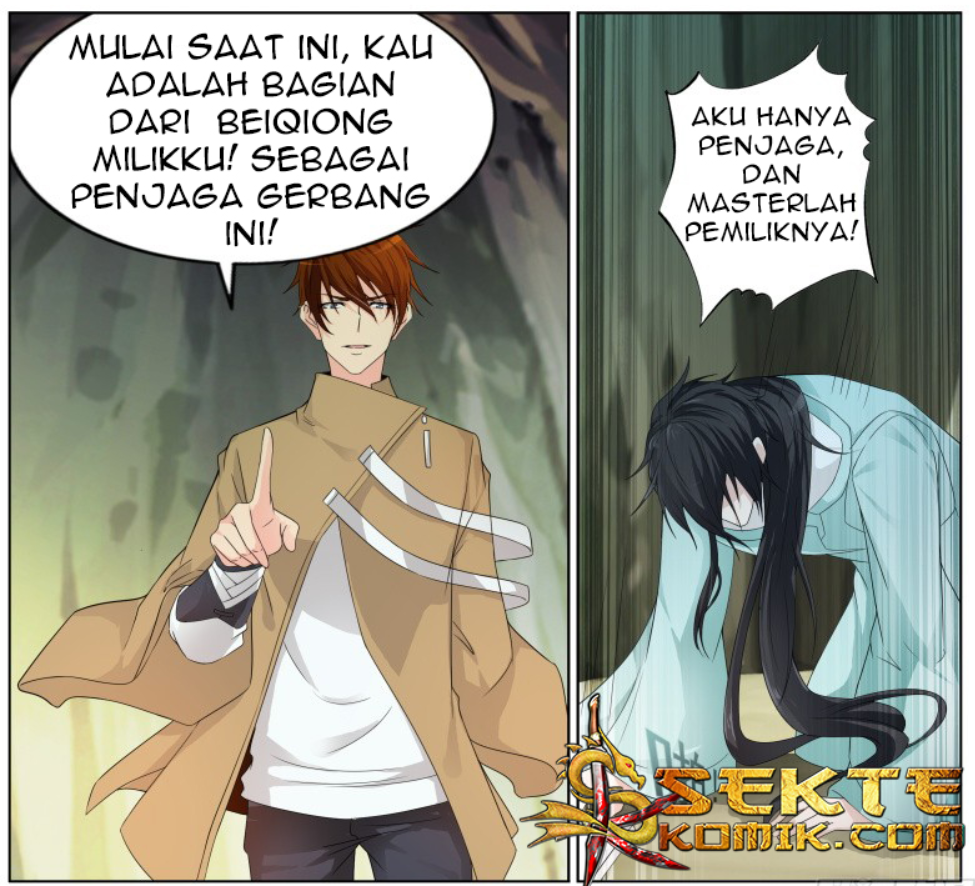 MULAI SAAT INI, KAU
ADALAH BAGIAN
DARI BEIQIONG
MILIKKU! SEBAGAI
PENJAGA GERBANG
INI!
AKU HANYA
PENJAGA,
DAN
MASTERLAH
PEMILIKNYA!
SEKTE
KOMIK.COM